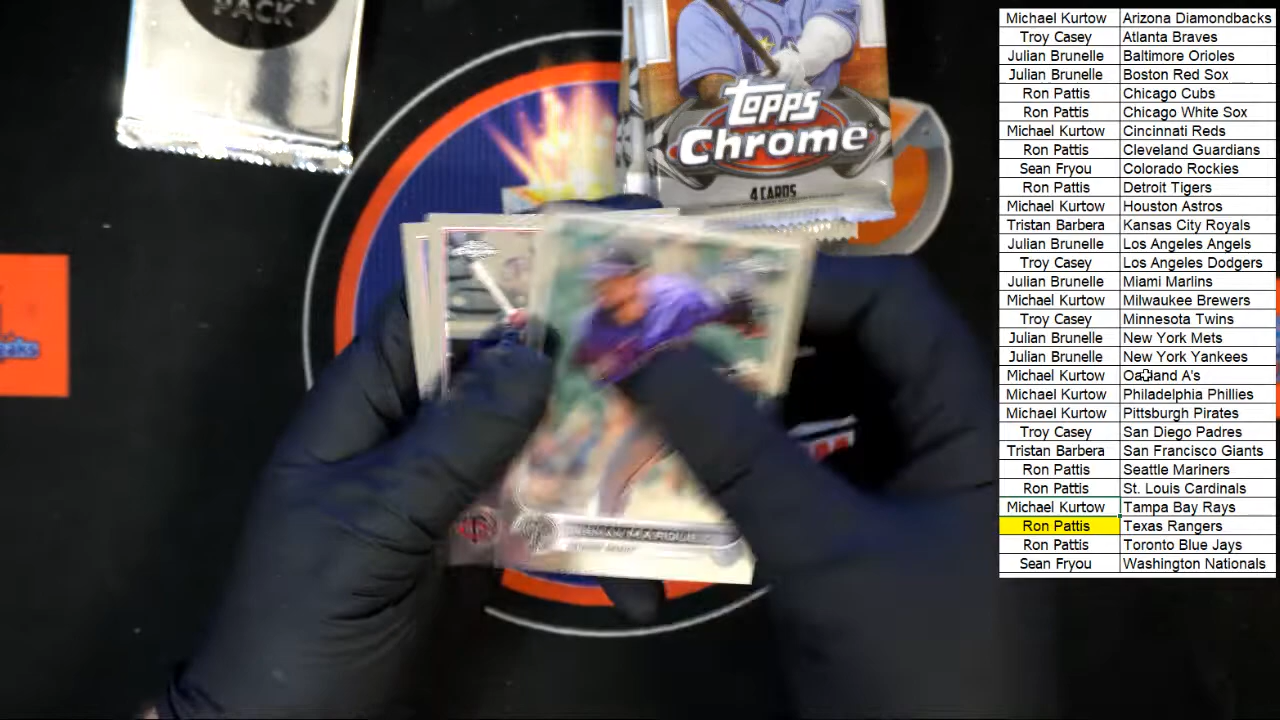 PACK
topps
Chrome
4 CARDS
Michael Kurtow Arizona Diamondbacks
Troy Casey Atlanta Braves
Julian Brunelle Baltimore Orioles
Julian Brunelle Boston Red Sox
Ron Pattis Chicago Cubs
Ron Pattis Chicago White Sox
Michael Kurtow Cincinnati Reds
Ron Pattis Cleveland Guardians
Sean Fryou Colorado Rockies
Ron Pattis Detroit Tigers
Michael Kurtow Houston Astros
Tristan Barbera Kansas City Royals
Julian Brunelle Los Angeles Angels
Troy Casey Los Angeles Dodgers
Julian Brunelle Miami Marlins
Michael Kurtow Milwaukee Brewers
Troy Casey Minnesota Twins
Julian Brunelle New York Mets
Julian Brunelle New York Yankees
Michael Kurtow Oakland A's
Michael Kurtow Philadelphia Phillies
Michael Kurtow Pittsburgh Pirates
Troy Casey San Diego Padres
Tristan Barbera San Francisco Giants
Ron Pattis Seattle Mariners
Ron Pattis St. Louis Cardinals
Michael Kurtow Tampa Bay Rays
Ron Pattis Texas Rangers
Ron Pattis Toronto Blue Jays
Sean Fryou Washington Nationals